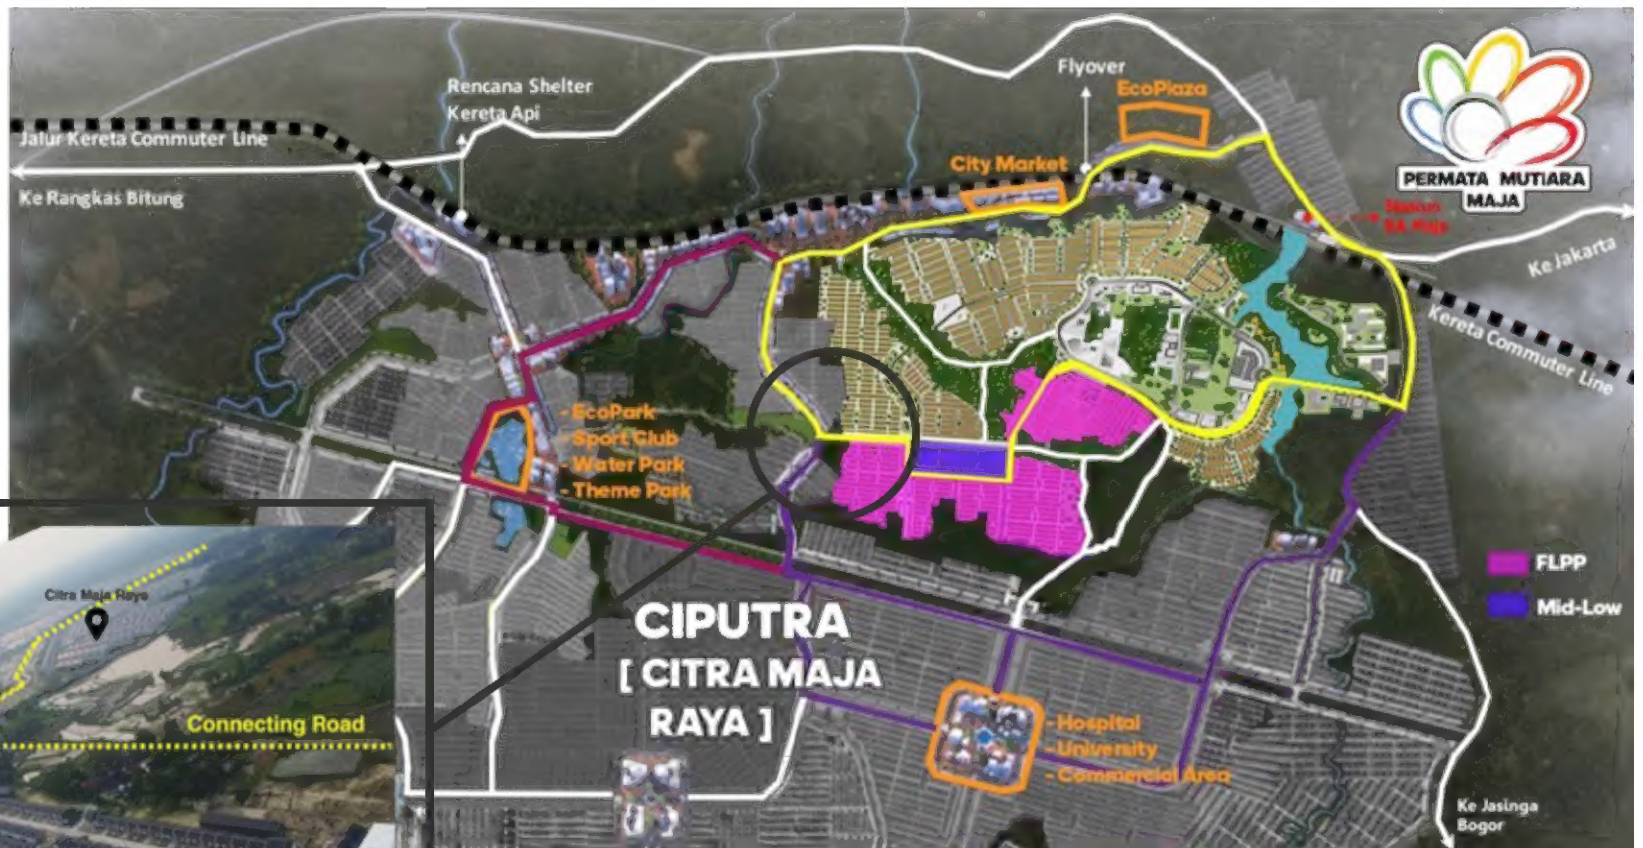 Rencana Shelter
Kereta Api
Flyover
EcoPlaza
Jalur Kereta Commuter Line
City Market
PERMATA MUTIARA
MAJA
Ke Rangkas Bitung
Ke Jakarta
Kereta Commuter Line
- EcoPark
- Sport Club
- Water Park
- Theme Park
FLPP
Mid-Low
Citra Maja Raya
Connecting Road
CIPUTRA
[ CITRA MAJA
RAYA ]
- Hospital
- University
- Commercial Area
Ke Jasinga
Bogor